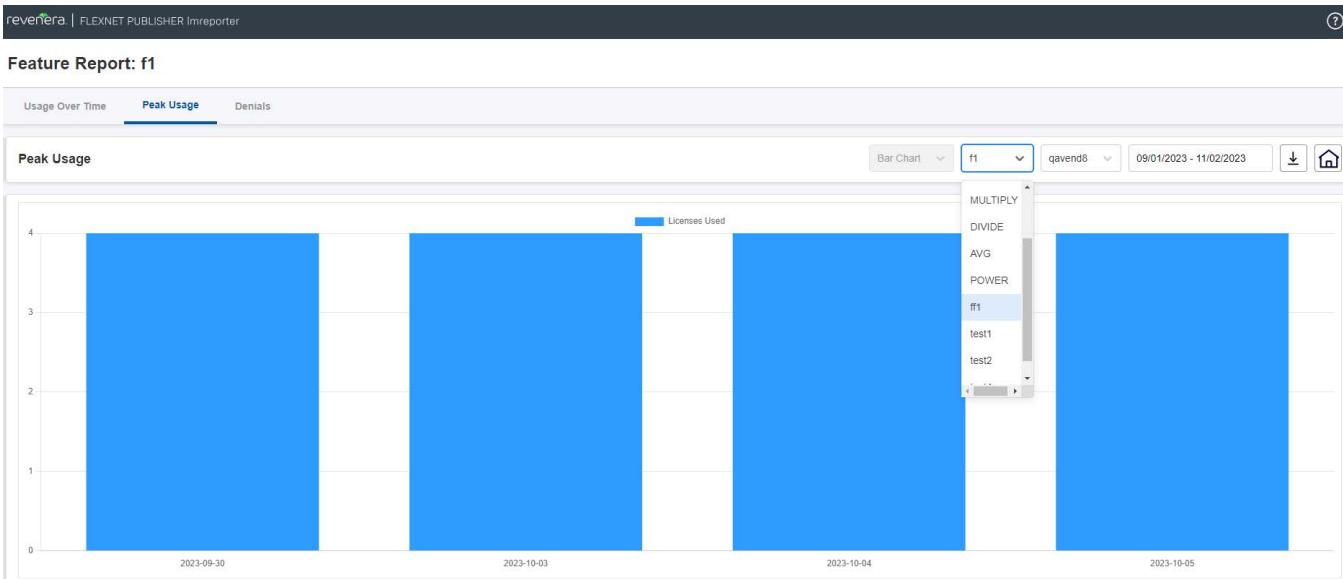 revenera. | FLEXNET PUBLISHER lmreporter
Feature Report: f1
Usage Over Time Peak Usage Denials
Peak Usage
Bar Chart f1 qavend8 09/01/2023 - 11/02/2023
MULTIPLY
DIVIDE
AVG
POWER
ff1
test1
test2
Licenses Used
4
3
2
1
0
2023-09-30 2023-10-03 2023-10-04 2023-10-05